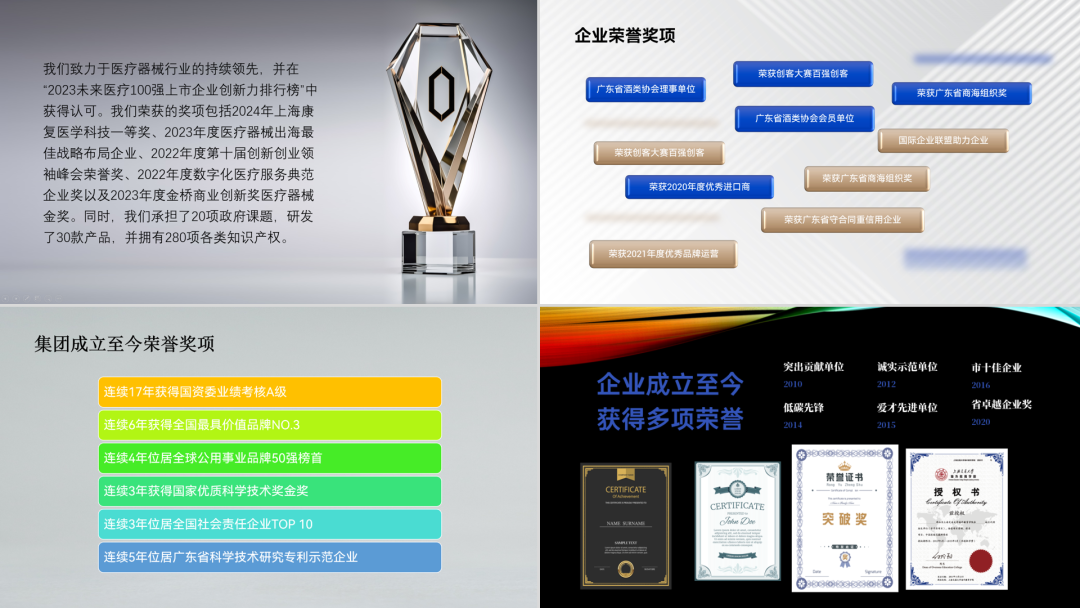 我们致力于医疗器械行业的持续领先，并在
“2023未来医疗100强上市企业创新力排行榜”中
获得认可。我们荣获的奖项包括2024年上海康
复医学科技一等奖、2023年度医疗器械出海最
佳战略布局企业、2022年度第十届创新创业领
袖峰会荣誉奖、2022年度数字化医疗服务典范
企业奖以及2023年度金桥商业创新奖医疗器械
金奖。同时，我们承担了20项政府课题，研发
了30款产品，并拥有280项各类知识产权。
企业荣誉奖项
荣获创客大赛百强创客
广东省酒类协会理事单位
荣获广东省商海组织奖
广东省酒类协会会员单位
国际企业联盟助力企业
荣获创客大赛百强创客
荣获广东省商海组织奖
荣获2020年度优秀进口商
荣获广东省守合同重信用企业
荣获2021年度优秀品牌运营
集团成立至今荣誉奖项
连续17年获得国资委业绩考核A级
连续6年获得全国最具价值品牌NO.3
连续4年位居全球公用事业品牌50强榜首
连续3年获得国家优质科学技术奖金奖
连续3年位居全国社会责任企业TOP 10
连续5年位居广东省科学技术研究专利示范企业
企业成立至今
获得多项荣誉
突出贡献单位
2010
诚实示范单位
2012
市十佳企业
2016
低碳先锋
2014
爱才先进单位
2015
省卓越企业奖
2020
CERTIFICATE
Of Achievement
NAME SURNAME
SAMPLE TEXT
CERTIFICATE
John Doe
荣誉证书
Rong Yu Zheng Shu
突破奖
Date
Signature
授权书
Certificate Of Authority